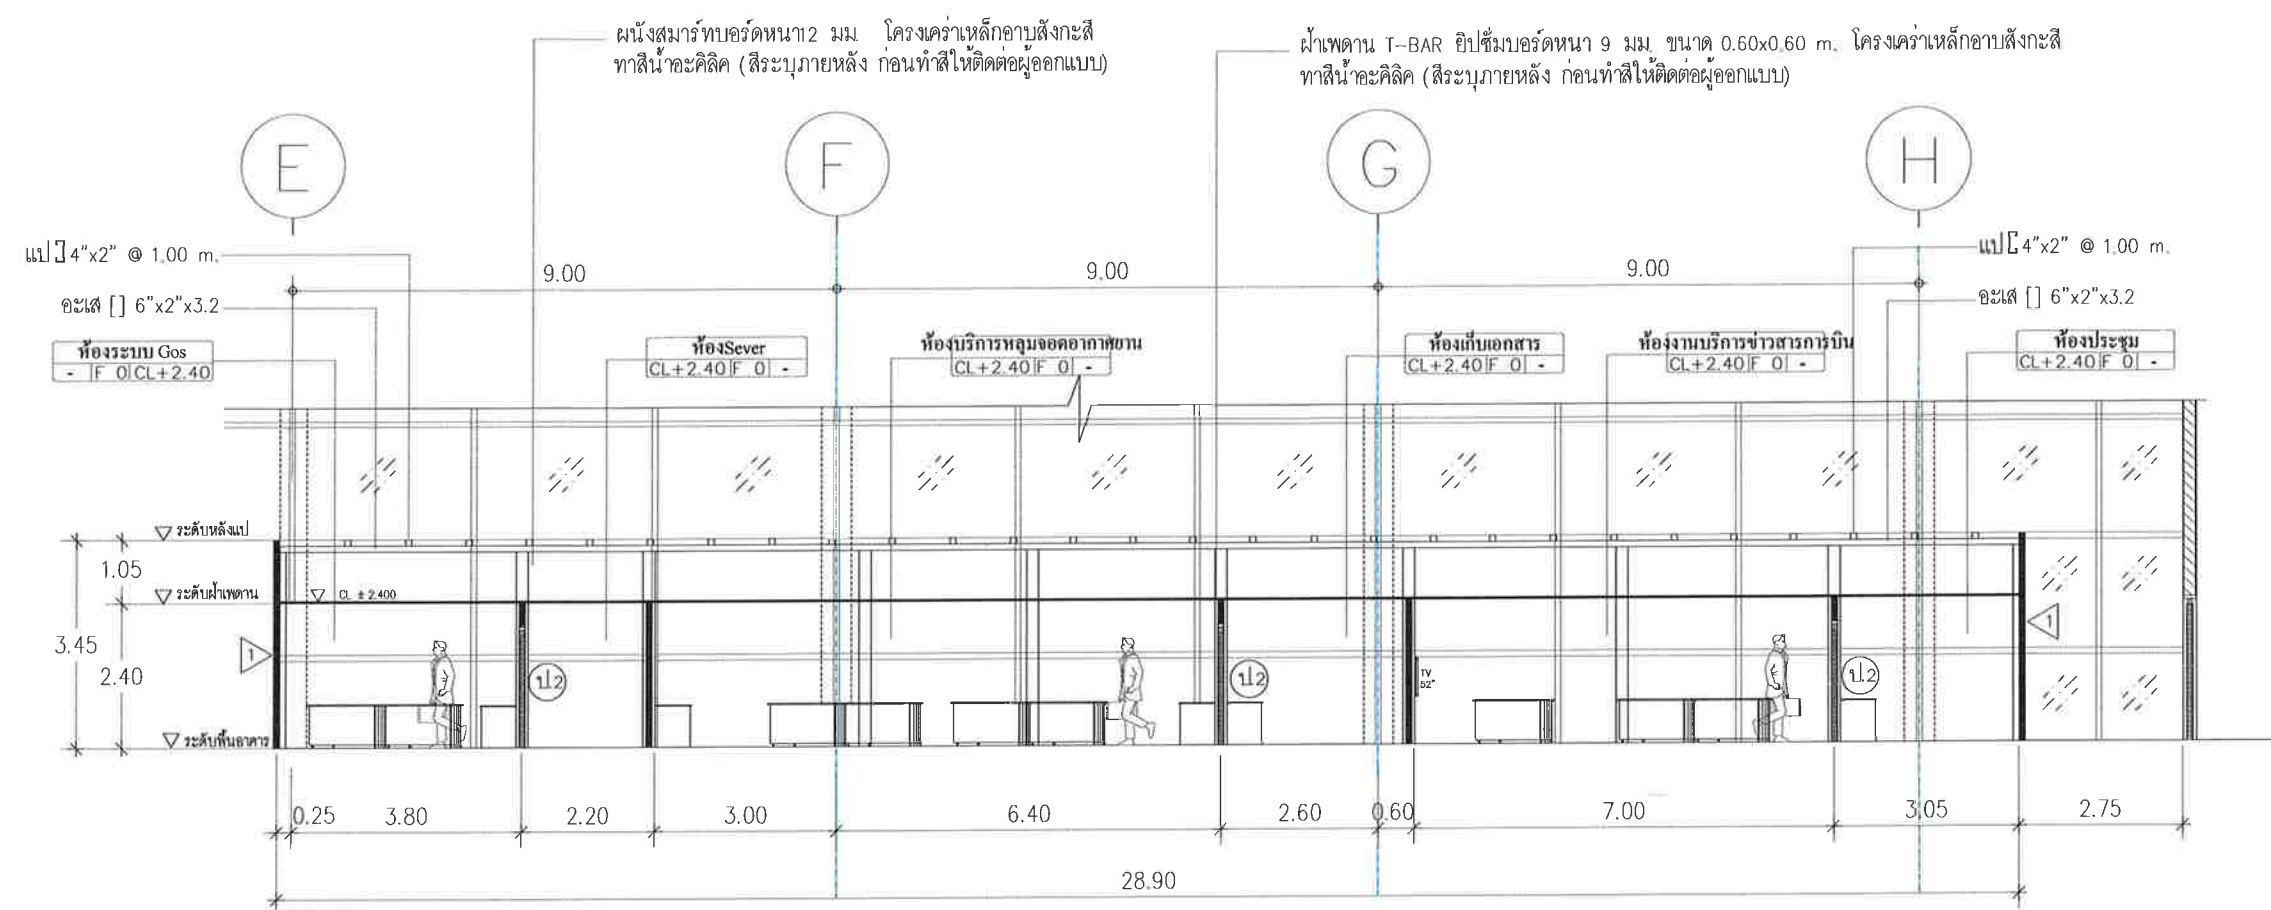 ผนังสมาร์ทบอร์ดหนา12 มม. โครงเคร่าเหล็กอาบสังกะสี
ทาสีน้ำอะคิลิค (สีระบุภายหลัง ก่อนทำสีให้ติดต่อผู้ออกแบบ)
ฝ้าเพดาน T-BAR ยิปซั่มบอร์ดหนา 9 มม. ขนาด 0.60x0.60 m. โครงเคร่าเหล็กอาบสังกะสี
ทาสีน้ำอะคิลิค (สีระบุภายหลัง ก่อนทำสีให้ติดต่อผู้ออกแบบ)
E
F
G
H
แป 4"x2" @ 1.00 m.
แป 4"x2" @ 1.00 m.
9.00
9.00
9.00
อะเส [] 6"x2"x3.2
อะเส [] 6"x2"x3.2
ห้องระบบ Gos
- F 0 CL+2.40
ห้องSever
CL+2.40 F 0 -
ห้องบริการหลุมจอดอากาศยาน
CL+2.40 F 0 -
ห้องเก็บเอกสาร
CL+2.40 F 0 -
ห้องงานบริการข่าวสารการบิน
CL+2.40 F 0 -
ห้องประชุม
CL+2.40 F 0 -
ระดับหลังแป
1.05
ระดับฝ้าเพดาน
CL ±2.400
3.45
2.40
1
1
ป.2
ป.2
ป.2
TV
52"
ระดับพื้นอาคาร
0.25
3.80
2.20
3.00
6.40
2.60
0.60
7.00
3.05
2.75
28.90